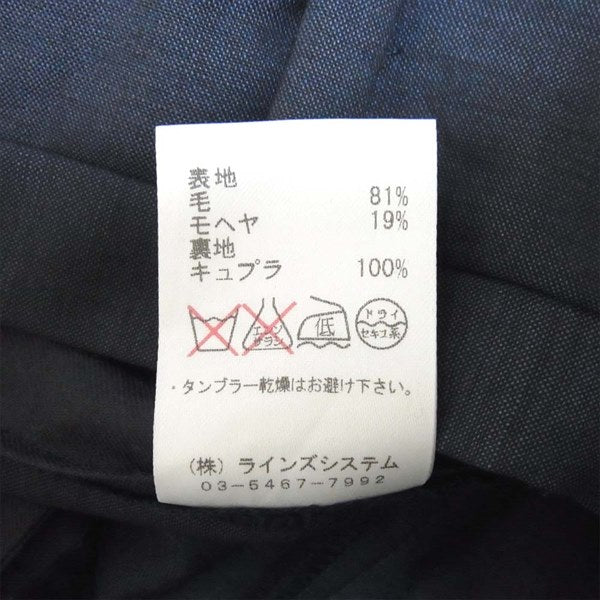 表地
毛 81%
モヘヤ 19%
裏地
キュプラ 100%
エンソサラシ 低 ドライ セキユ系
・タンブラー乾燥はお避け下さい。
(株) ラインズシステム
03-5467-7992